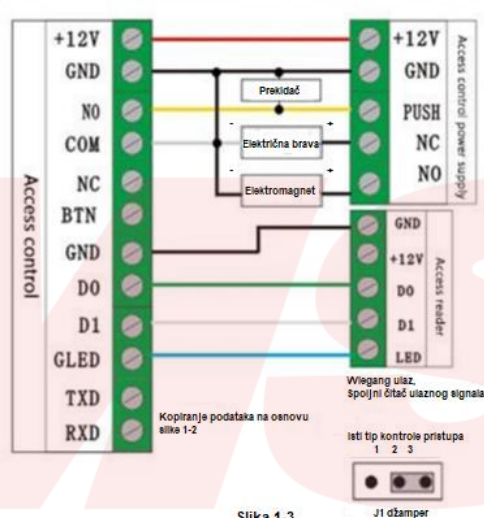 Access control
+12V
GND
NO
COM
NC
BTN
GND
D0
D1
GLED
TXD
RXD
Prekidač
- +
Električna brava
- +
Elektromagnet
+12V
GND
PUSH
NC
NO
Access control power supply
GND
+12V
D0
D1
LED
Access reader
Wiegang ulaz,
Spoljni čitač ulaznog signala
Kopiranje podataka na osnovu
slike 1-2
Isti tip kontrole pristupa
1 2 3
J1 džamper
Slika 1-3